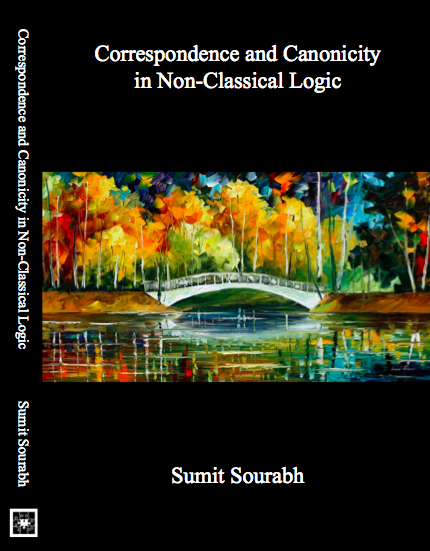 Correspondence and Canonicity in Non-Classical Logic
Sumit Sourabh
Correspondence and Canonicity
in Non-Classical Logic
Sumit Sourabh